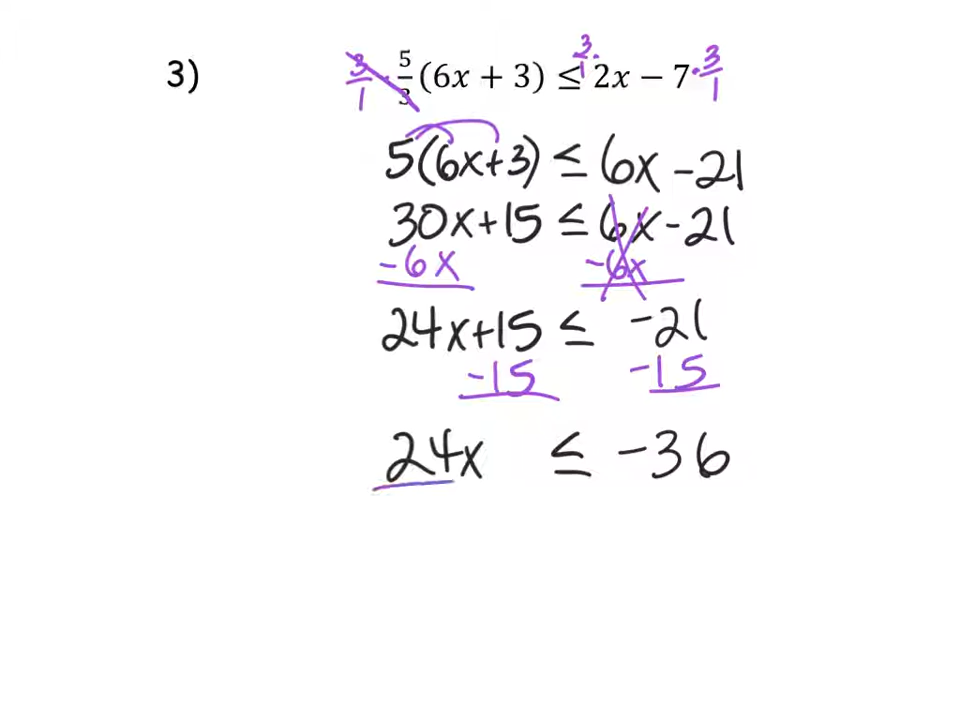 3) 3/1 · 5/3 (6x + 3) ≤ 3/1 · 2x − 7 · 3/1
5(6x+3) ≤ 6x -21
30x+15 ≤ 6x -21
-6x -6x
24x+15 ≤ -21
-15 -15
24x ≤ -36